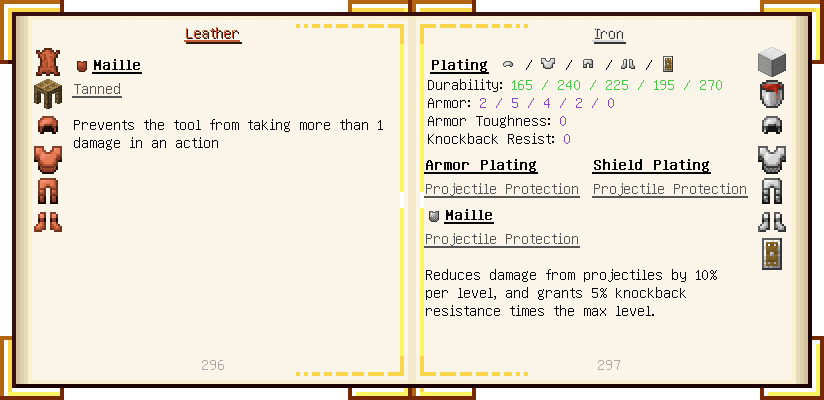 Leather
Maille
Tanned
Prevents the tool from taking more than 1
damage in an action
296
Iron
Plating / / / /
Durability: 165 / 240 / 225 / 195 / 270
Armor: 2 / 5 / 4 / 2 / 0
Armor Toughness: 0
Knockback Resist: 0
Armor Plating Shield Plating
Projectile Protection Projectile Protection
Maille
Projectile Protection
Reduces damage from projectiles by 10%
per level, and grants 5% knockback
resistance times the max level.
297